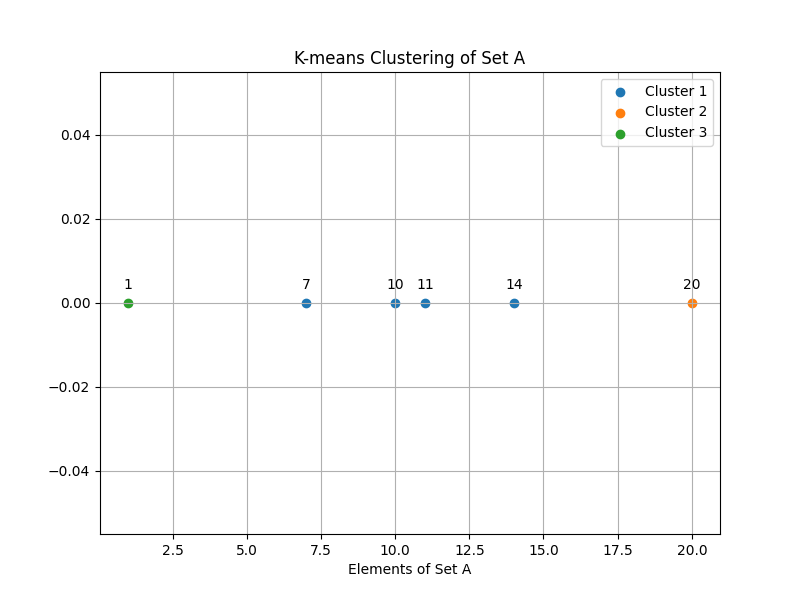 K-means Clustering of Set A
Cluster 1
Cluster 2
Cluster 3
0.04
0.02
0.00
−0.02
−0.04
1 7 10 11 14 20
2.5 5.0 7.5 10.0 12.5 15.0 17.5 20.0
Elements of Set A